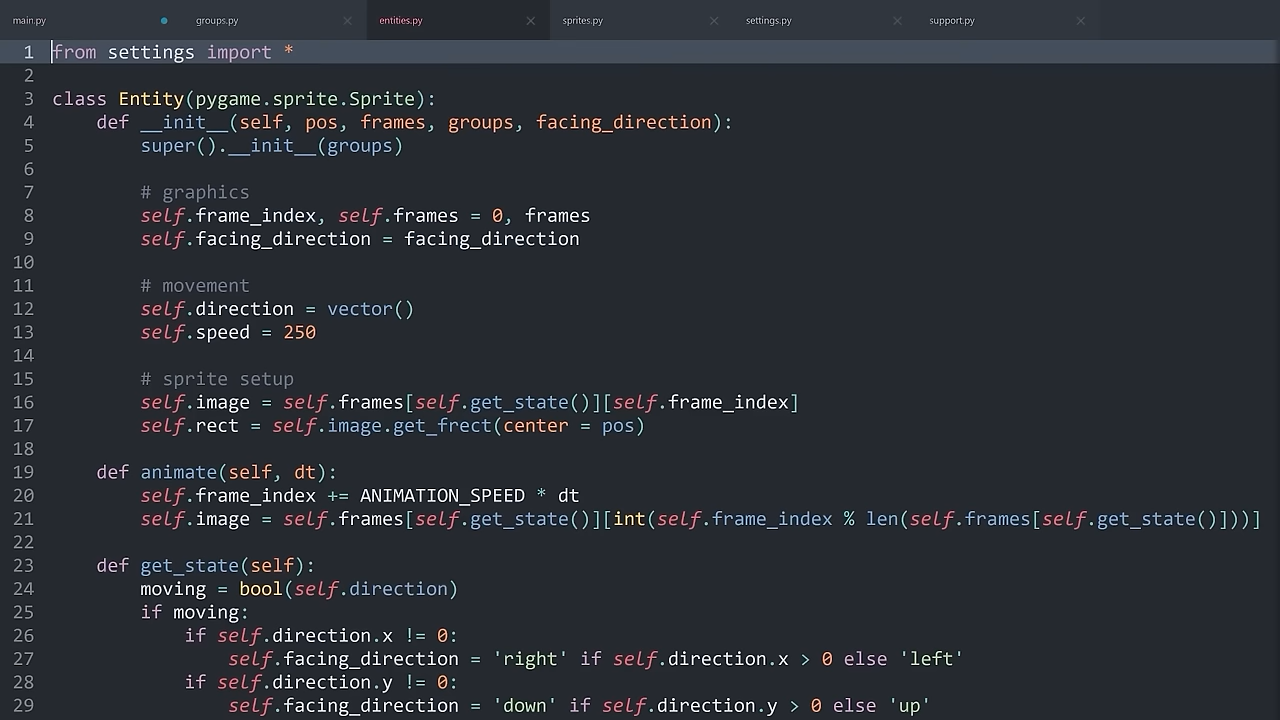 main.py groups.py entities.py sprites.py settings.py support.py
1 from settings import *
2
3 class Entity(pygame.sprite.Sprite):
4     def __init__(self, pos, frames, groups, facing_direction):
5         super().__init__(groups)
6
7         # graphics
8         self.frame_index, self.frames = 0, frames
9         self.facing_direction = facing_direction
10
11         # movement
12         self.direction = vector()
13         self.speed = 250
14
15         # sprite setup
16         self.image = self.frames[self.get_state()][self.frame_index]
17         self.rect = self.image.get_frect(center = pos)
18
19     def animate(self, dt):
20         self.frame_index += ANIMATION_SPEED * dt
21         self.image = self.frames[self.get_state()][int(self.frame_index % len(self.frames[self.get_state()]))]
22
23     def get_state(self):
24         moving = bool(self.direction)
25         if moving:
26             if self.direction.x != 0:
27                 self.facing_direction = 'right' if self.direction.x > 0 else 'left'
28             if self.direction.y != 0:
29                 self.facing_direction = 'down' if self.direction.y > 0 else 'up'